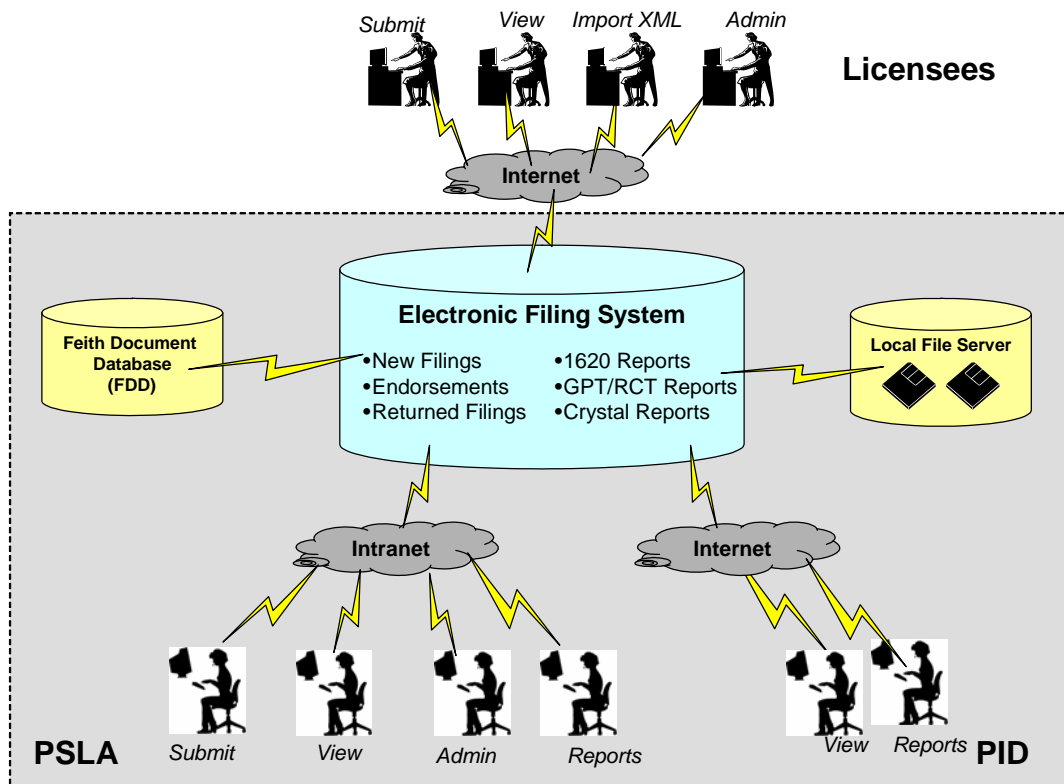 Submit
View
Import XML
Admin
Licensees
Internet
Electronic Filing System
•New Filings
•Endorsements
•Returned Filings
•1620 Reports
•GPT/RCT Reports
•Crystal Reports
Feith Document
Database
(FDD)
Local File Server
Intranet
Internet
Submit
View
Admin
Reports
View
Reports
PSLA
PID